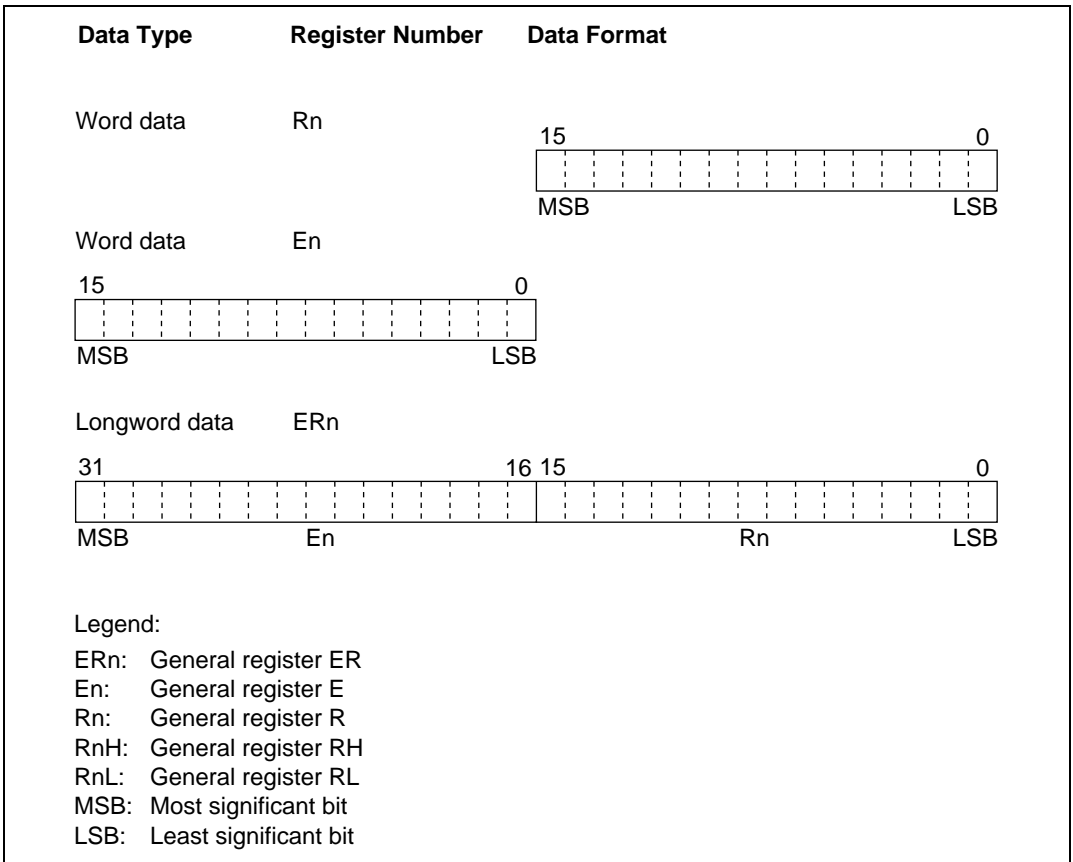 Data Type Register Number Data Format
Word data Rn
15 0
MSB LSB
Word data En
15 0
MSB LSB
Longword data ERn
31 16 15 0
MSB En Rn LSB
Legend:
ERn: General register ER
En: General register E
Rn: General register R
RnH: General register RH
RnL: General register RL
MSB: Most significant bit
LSB: Least significant bit